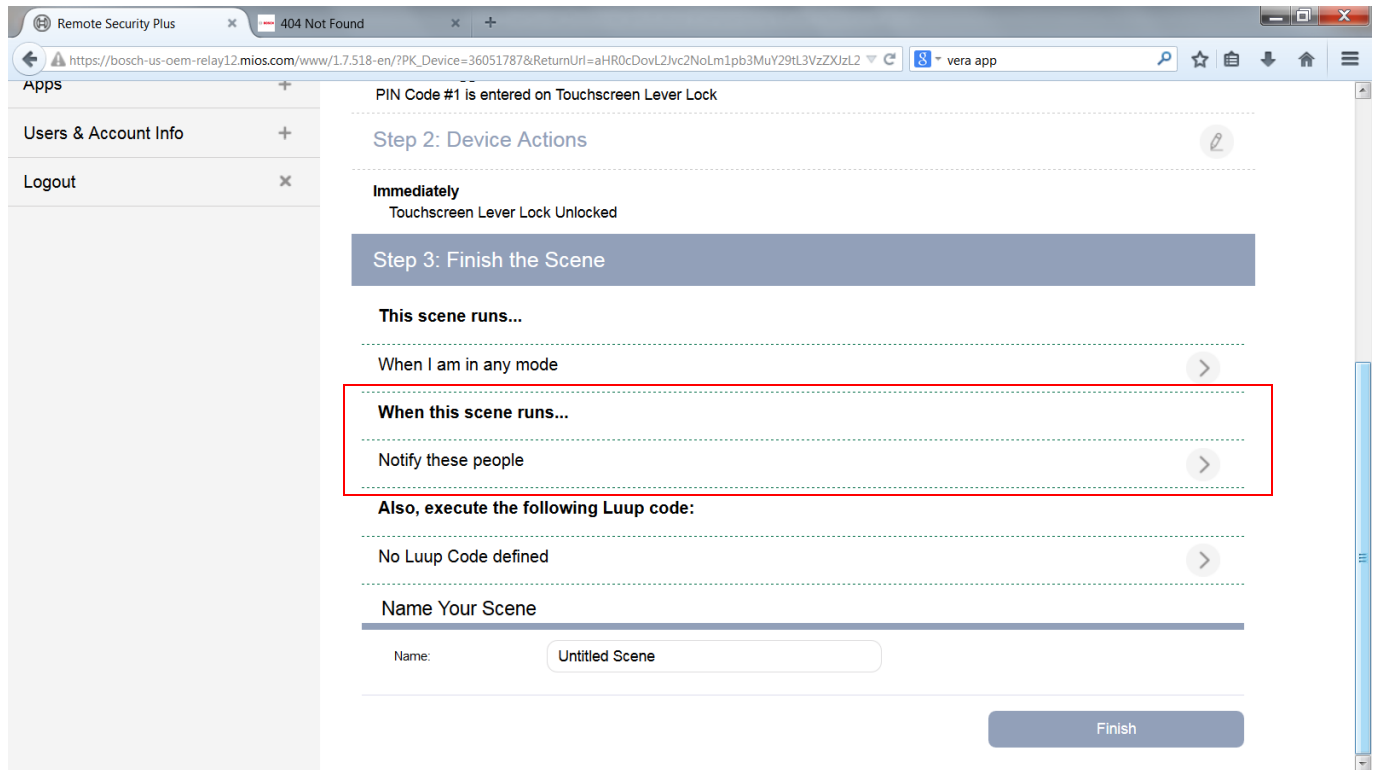 Remote Security Plus
404 Not Found
https://bosch-us-oem-relay12.mios.com/www/1.7.518-en/?PK_Device=36051787&ReturnUrl=aHR0cDovL2Jvc2NoLm1pb3MuY29tL3VzZXJzL2
vera app
Apps
Users & Account Info
Logout
PIN Code #1 is entered on Touchscreen Lever Lock
Step 2: Device Actions
Immediately
Touchscreen Lever Lock Unlocked
Step 3: Finish the Scene
This scene runs...
When I am in any mode
When this scene runs...
Notify these people
Also, execute the following Luup code:
No Luup Code defined
Name Your Scene
Name:
Untitled Scene
Finish